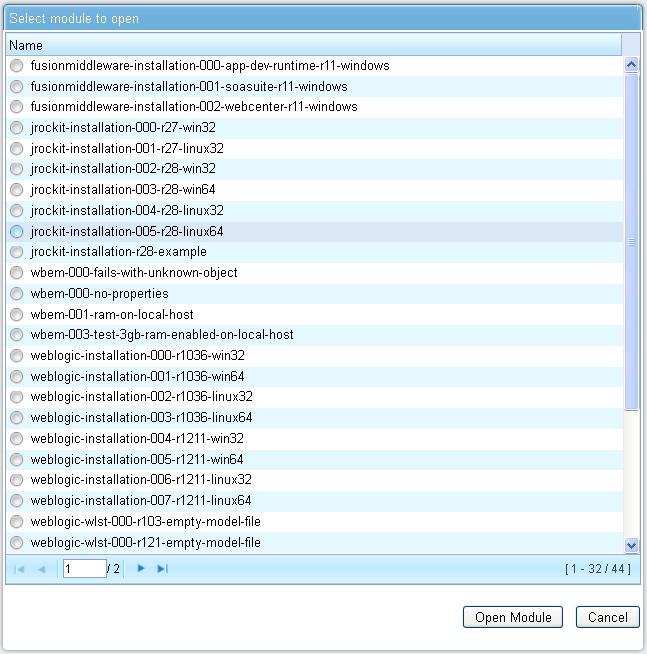 Select module to open
Name
fusionmiddleware-installation-000-app-dev-runtime-r11-windows
fusionmiddleware-installation-001-soasuite-r11-windows
fusionmiddleware-installation-002-webcenter-r11-windows
jrockit-installation-000-r27-win32
jrockit-installation-001-r27-linux32
jrockit-installation-002-r28-win32
jrockit-installation-003-r28-win64
jrockit-installation-004-r28-linux32
jrockit-installation-005-r28-linux64
jrockit-installation-r28-example
wbem-000-fails-with-unknown-object
wbem-000-no-properties
wbem-001-ram-on-local-host
wbem-003-test-3gb-ram-enabled-on-local-host
weblogic-installation-000-r1036-win32
weblogic-installation-001-r1036-win64
weblogic-installation-002-r1036-linux32
weblogic-installation-003-r1036-linux64
weblogic-installation-004-r1211-win32
weblogic-installation-005-r1211-win64
weblogic-installation-006-r1211-linux32
weblogic-installation-007-r1211-linux64
weblogic-wlst-000-r103-empty-model-file
weblogic-wlst-000-r121-empty-model-file
1 / 2 [ 1 - 32 / 44 ]
Open Module Cancel